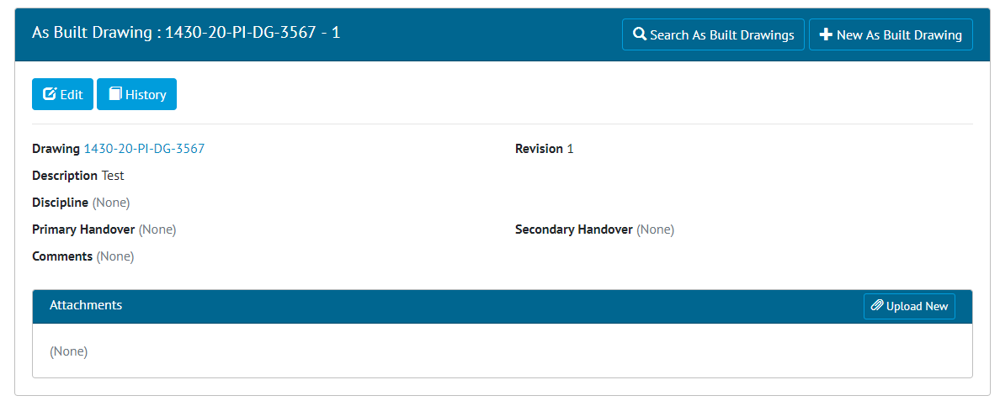 As Built Drawing : 1430-20-PI-DG-3567 - 1
Search As Built Drawings
New As Built Drawing
Edit
History
Drawing 1430-20-PI-DG-3567
Revision 1
Description Test
Discipline (None)
Primary Handover (None)
Secondary Handover (None)
Comments (None)
Attachments
Upload New
(None)